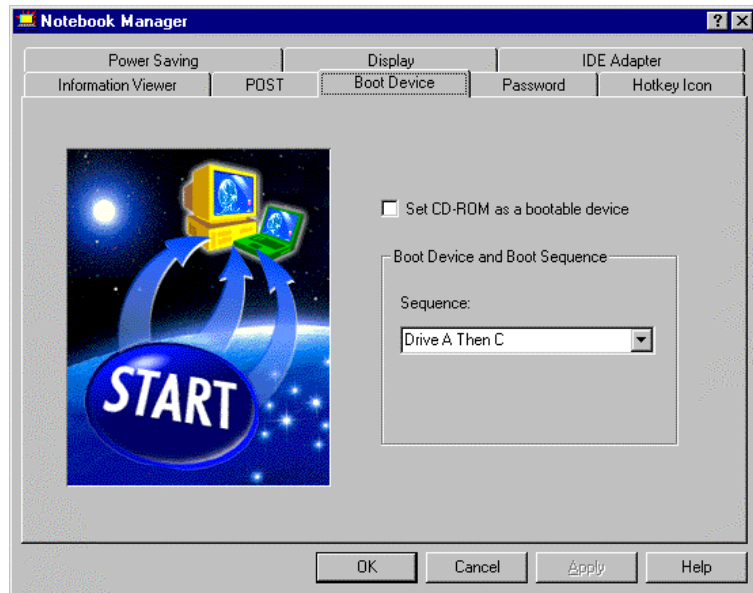 Notebook Manager
Power Saving Display IDE Adapter
Information Viewer POST Boot Device Password Hotkey Icon
Set CD-ROM as a bootable device
Boot Device and Boot Sequence
Sequence:
Drive A Then C
START
OK Cancel Apply Help